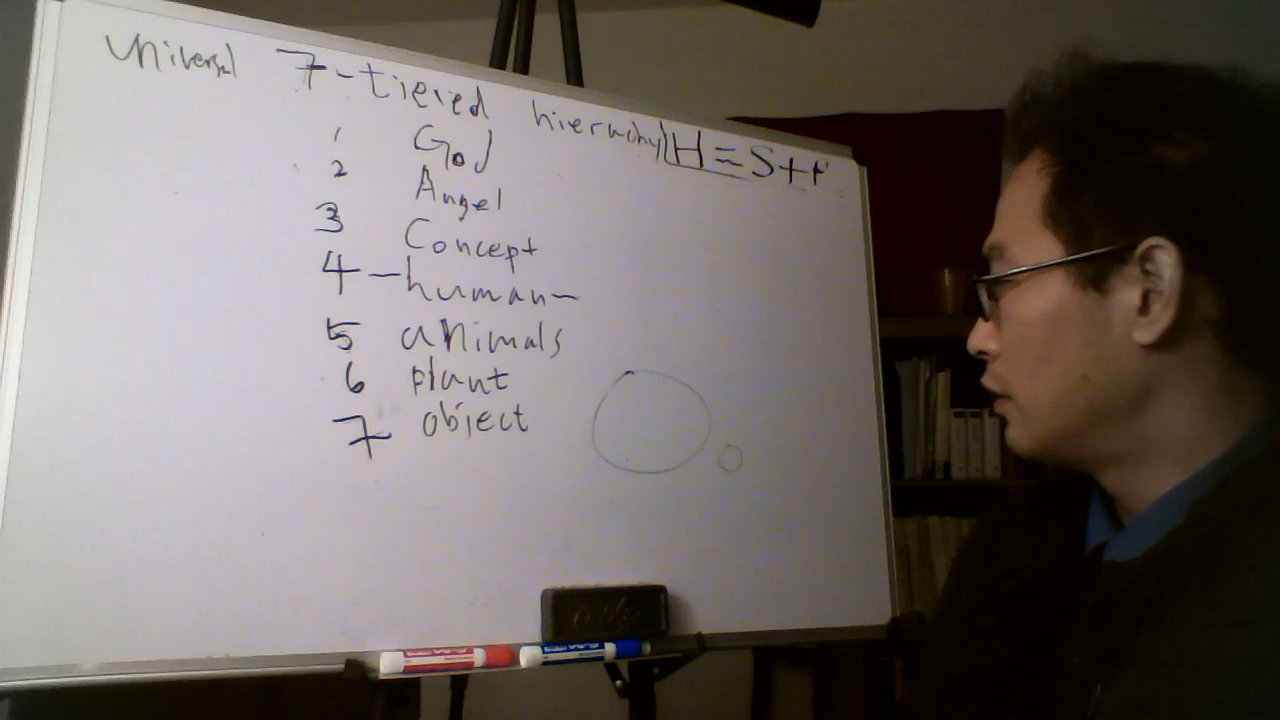 Universal 7-tiered hierarchy H ≡ S+P
1 God
2 Angel
3 Concept
4 – human –
5 animals
6 plant
7 object